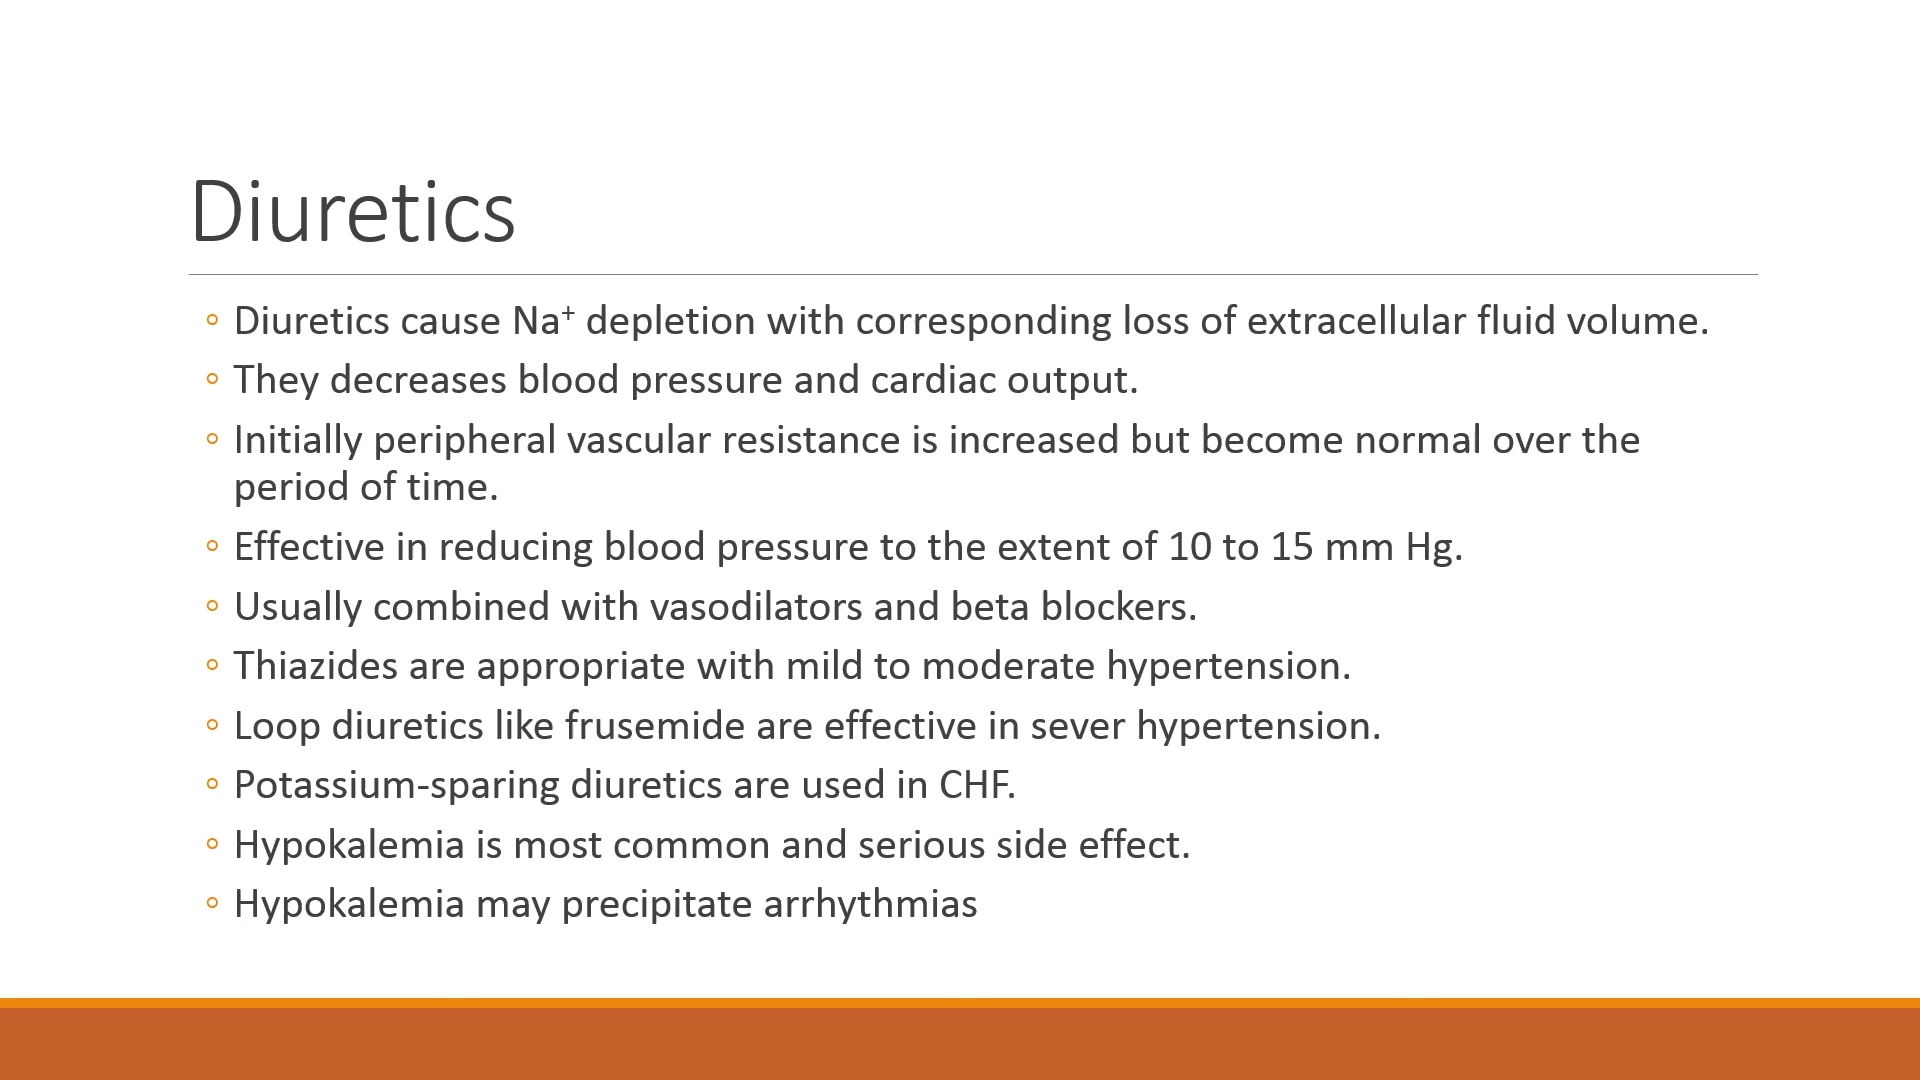 Diuretics
◦ Diuretics cause Na⁺ depletion with corresponding loss of extracellular fluid volume.
◦ They decreases blood pressure and cardiac output.
◦ Initially peripheral vascular resistance is increased but become normal over the
period of time.
◦ Effective in reducing blood pressure to the extent of 10 to 15 mm Hg.
◦ Usually combined with vasodilators and beta blockers.
◦ Thiazides are appropriate with mild to moderate hypertension.
◦ Loop diuretics like frusemide are effective in sever hypertension.
◦ Potassium-sparing diuretics are used in CHF.
◦ Hypokalemia is most common and serious side effect.
◦ Hypokalemia may precipitate arrhythmias